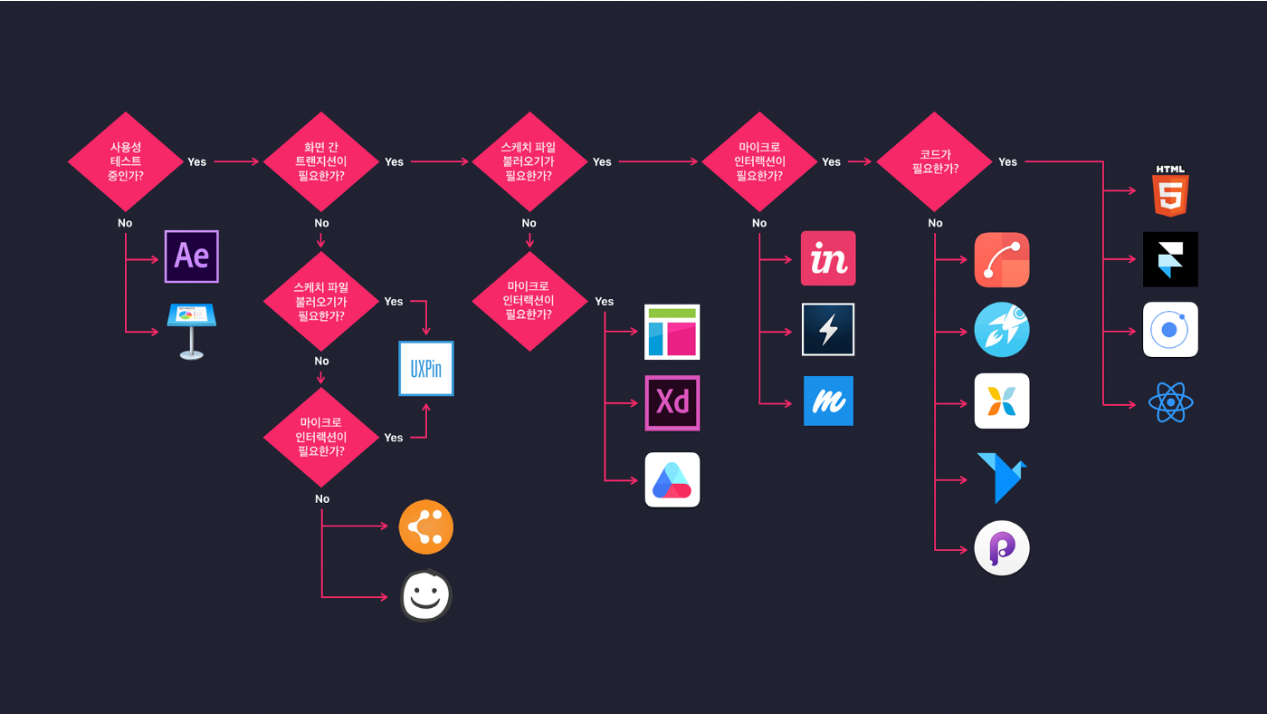 사용성
테스트
중인가?
Yes
화면 간
트랜지션이
필요한가?
Yes
스케치 파일
불러오기가
필요한가?
Yes
마이크로
인터랙션이
필요한가?
Yes
코드가
필요한가?
Yes
HTML
5
No
Ae
No
스케치 파일
불러오기가
필요한가?
Yes
UXPin
No
마이크로
인터랙션이
필요한가?
Yes
No
No
마이크로
인터랙션이
필요한가?
Yes
Xd
No
in
m
No
P